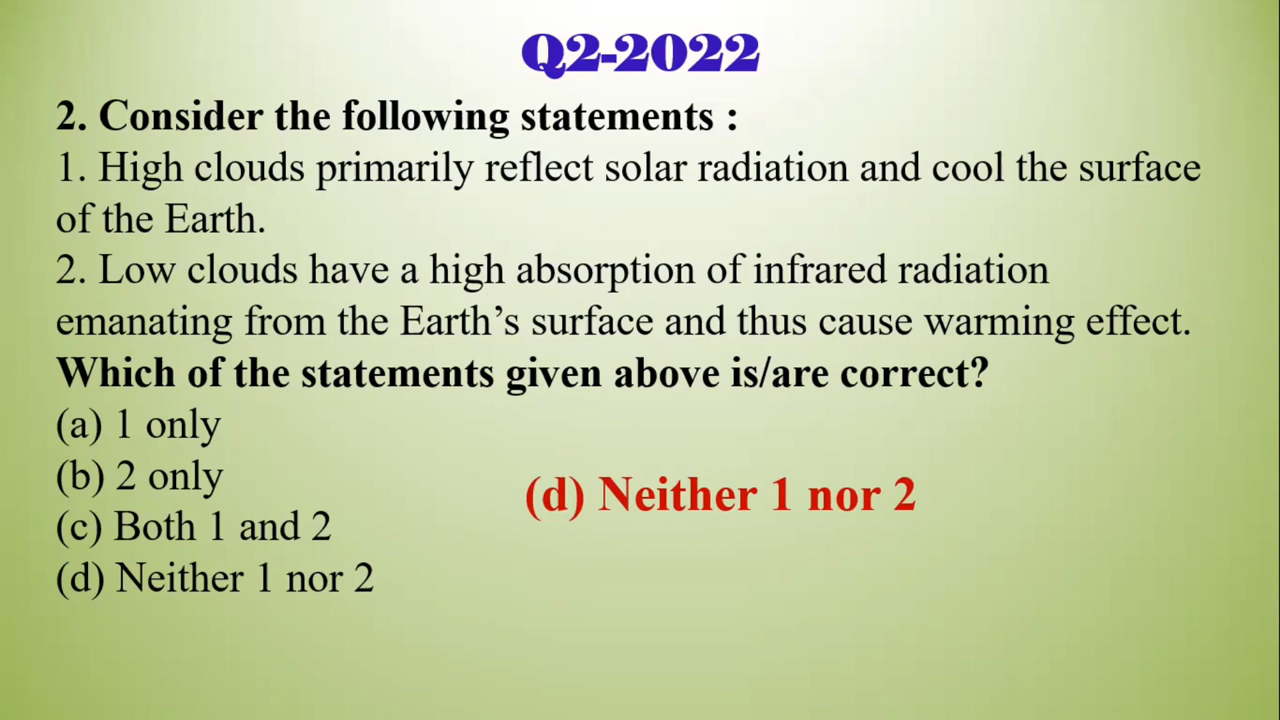 Q2-2022
2. Consider the following statements :
1. High clouds primarily reflect solar radiation and cool the surface
of the Earth.
2. Low clouds have a high absorption of infrared radiation
emanating from the Earth’s surface and thus cause warming effect.
Which of the statements given above is/are correct?
(a) 1 only
(b) 2 only
(c) Both 1 and 2
(d) Neither 1 nor 2
(d) Neither 1 nor 2